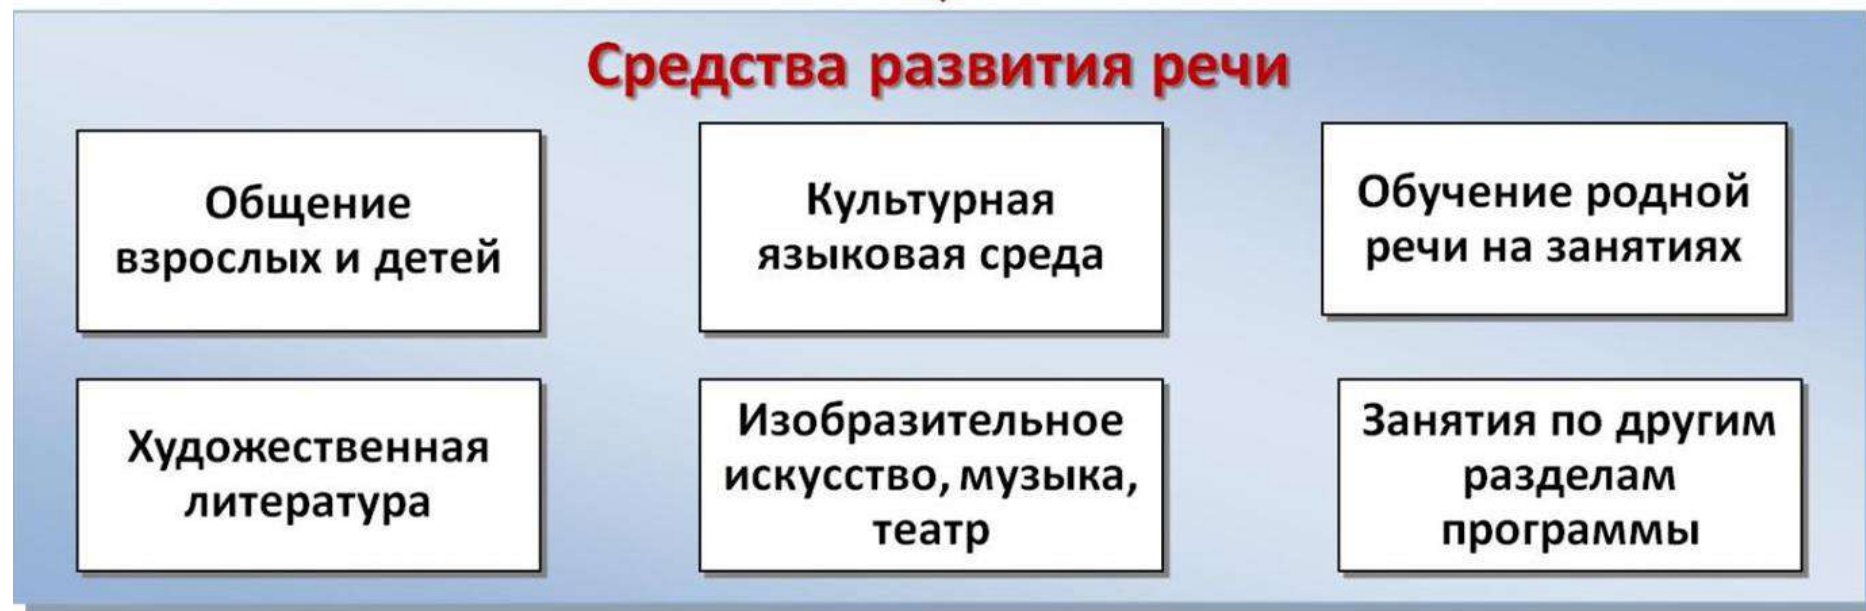 Средства развития речи
Общение
взрослых и детей
Культурная
языковая среда
Обучение родной
речи на занятиях
Художественная
литература
Изобразительное
искусство, музыка,
театр
Занятия по другим
разделам
программы